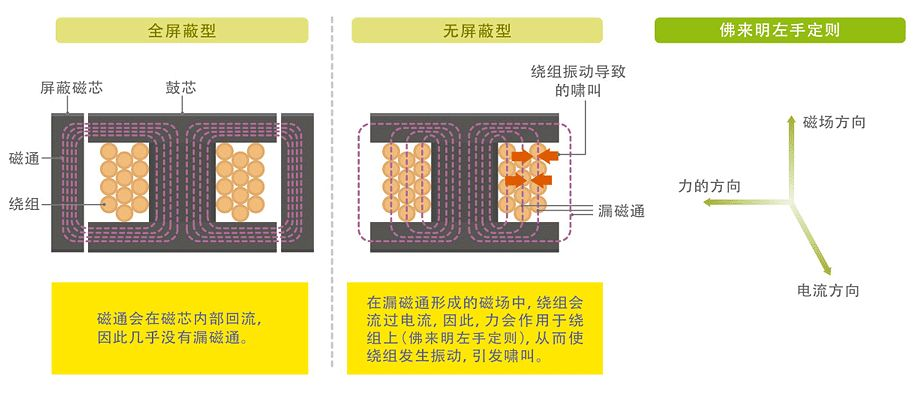 全屏蔽型
屏蔽磁芯
鼓芯
磁通
绕组
磁通会在磁芯内部回流,
因此几乎没有漏磁通。
无屏蔽型
绕组振动导致
的啸叫
漏磁通
在漏磁通形成的磁场中, 绕组会
流过电流, 因此, 力会作用于绕
组上(佛来明左手定则), 从而使
绕组发生振动, 引发啸叫。
佛来明左手定则
磁场方向
力的方向
电流方向